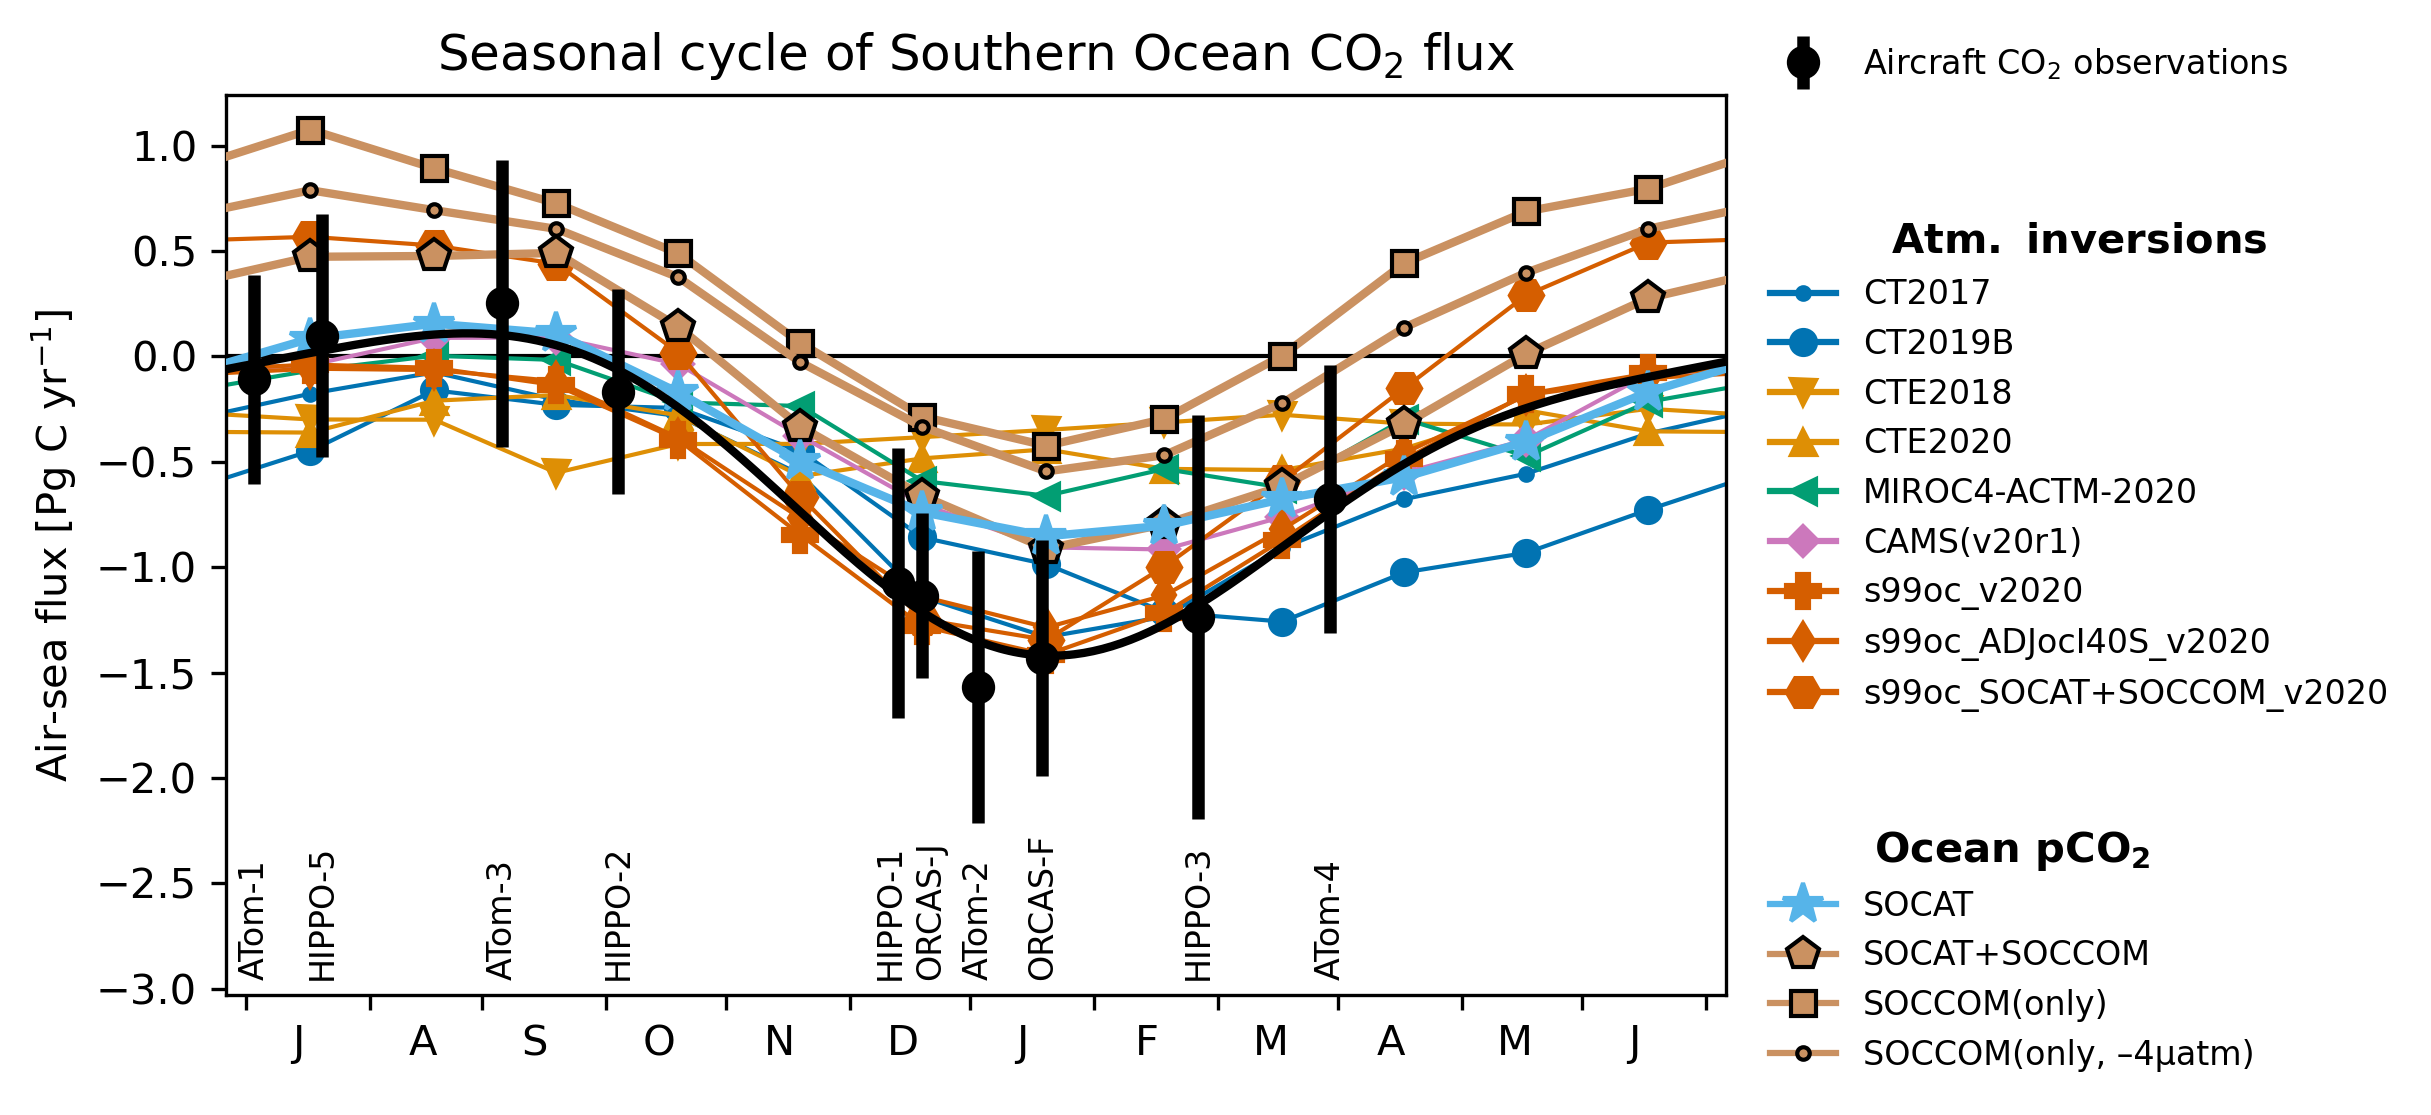 Seasonal cycle of Southern Ocean CO₂ flux
Air-sea flux [Pg C yr⁻¹]
1.0
0.5
0.0
−0.5
−1.0
−1.5
−2.0
−2.5
−3.0
ATom-1
HIPPO-5
ATom-3
HIPPO-2
HIPPO-1
ORCAS-J
ATom-2
ORCAS-F
HIPPO-3
ATom-4
J A S O N D J F M A M J
Aircraft CO₂ observations
Atm. inversions
CT2017
CT2019B
CTE2018
CTE2020
MIROC4-ACTM-2020
CAMS(v20r1)
s99oc_v2020
s99oc_ADJocI40S_v2020
s99oc_SOCAT+SOCCOM_v2020
Ocean pCO₂
SOCAT
SOCAT+SOCCOM
SOCCOM(only)
SOCCOM(only, –4μatm)